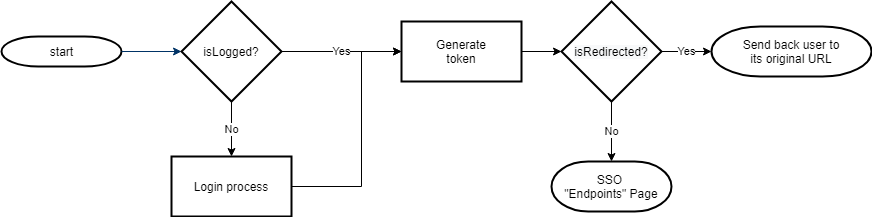 start
isLogged?
Yes
Generate
token
isRedirected?
Yes
Send back user to
its original URL
No
Login process
No
SSO
"Endpoints" Page